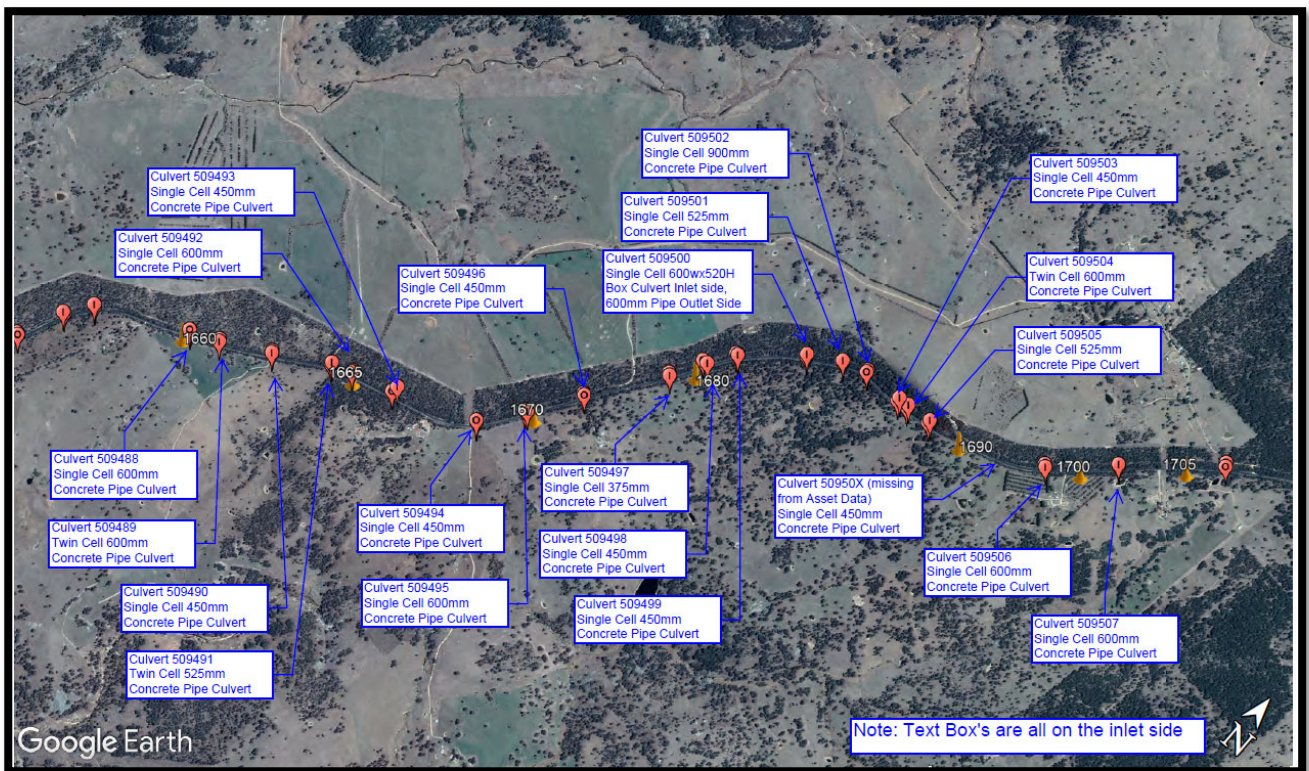 Culvert 509502
Single Cell 900mm
Concrete Pipe Culvert
Culvert 509503
Single Cell 450mm
Concrete Pipe Culvert
Culvert 509493
Single Cell 450mm
Concrete Pipe Culvert
Culvert 509501
Single Cell 525mm
Concrete Pipe Culvert
Culvert 509492
Single Cell 600mm
Concrete Pipe Culvert
Culvert 509496
Single Cell 450mm
Concrete Pipe Culvert
Culvert 509500
Single Cell 600wx520H
Box Culvert Inlet side,
600mm Pipe Outlet Side
Culvert 509504
Twin Cell 600mm
Concrete Pipe Culvert
Culvert 509505
Single Cell 525mm
Concrete Pipe Culvert
1660
1665
1670
1680
1690
1700
1705
Culvert 509488
Single Cell 600mm
Concrete Pipe Culvert
Culvert 509489
Twin Cell 600mm
Concrete Pipe Culvert
Culvert 509490
Single Cell 450mm
Concrete Pipe Culvert
Culvert 509491
Twin Cell 525mm
Concrete Pipe Culvert
Culvert 509494
Single Cell 450mm
Concrete Pipe Culvert
Culvert 509495
Single Cell 600mm
Concrete Pipe Culvert
Culvert 509497
Single Cell 375mm
Concrete Pipe Culvert
Culvert 509498
Single Cell 450mm
Concrete Pipe Culvert
Culvert 509499
Single Cell 450mm
Concrete Pipe Culvert
Culvert 50950X (missing
from Asset Data)
Single Cell 450mm
Concrete Pipe Culvert
Culvert 509506
Single Cell 600mm
Concrete Pipe Culvert
Culvert 509507
Single Cell 600mm
Concrete Pipe Culvert
Note: Text Box's are all on the inlet side
N
Google Earth